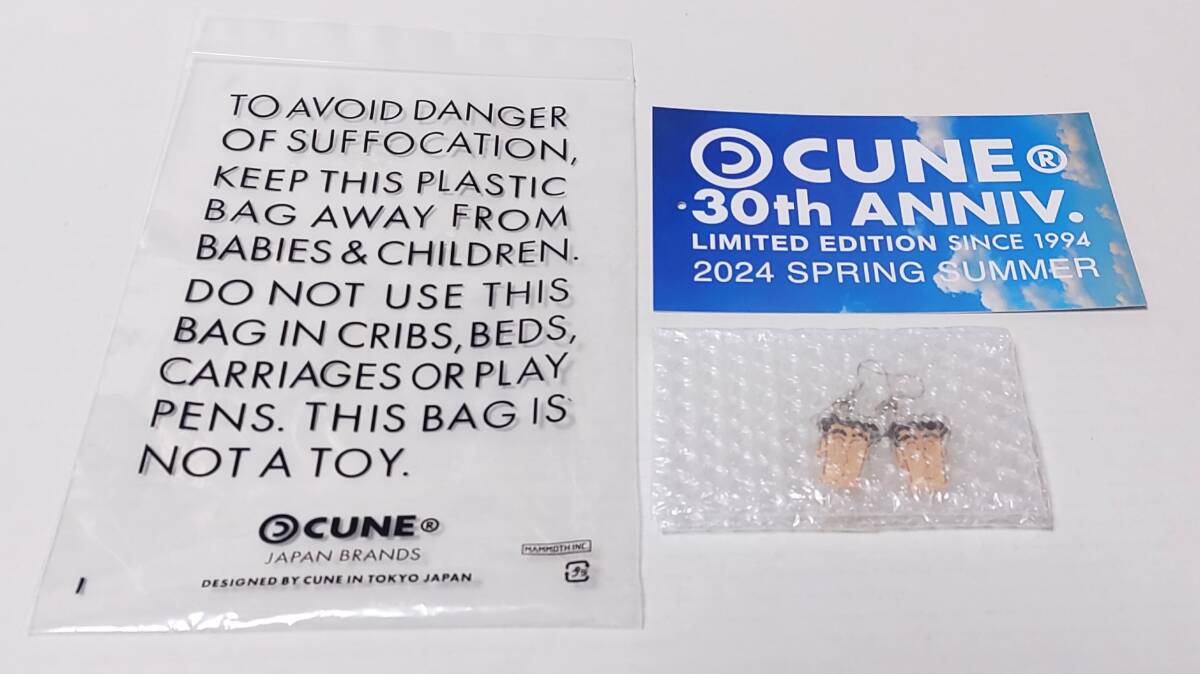 TO AVOID DANGER
OF SUFFOCATION,
KEEP THIS PLASTIC
BAG AWAY FROM
BABIES & CHILDREN.
DO NOT USE THIS
BAG IN CRIBS, BEDS,
CARRIAGES OR PLAY
PENS. THIS BAG IS
NOT A TOY.
CUNE®
JAPAN BRANDS
MAMMOTH INC.
DESIGNED BY CUNE IN TOKYO JAPAN
プラ
CUNE®
30th ANNIV.
LIMITED EDITION SINCE 1994
2024 SPRING SUMMER